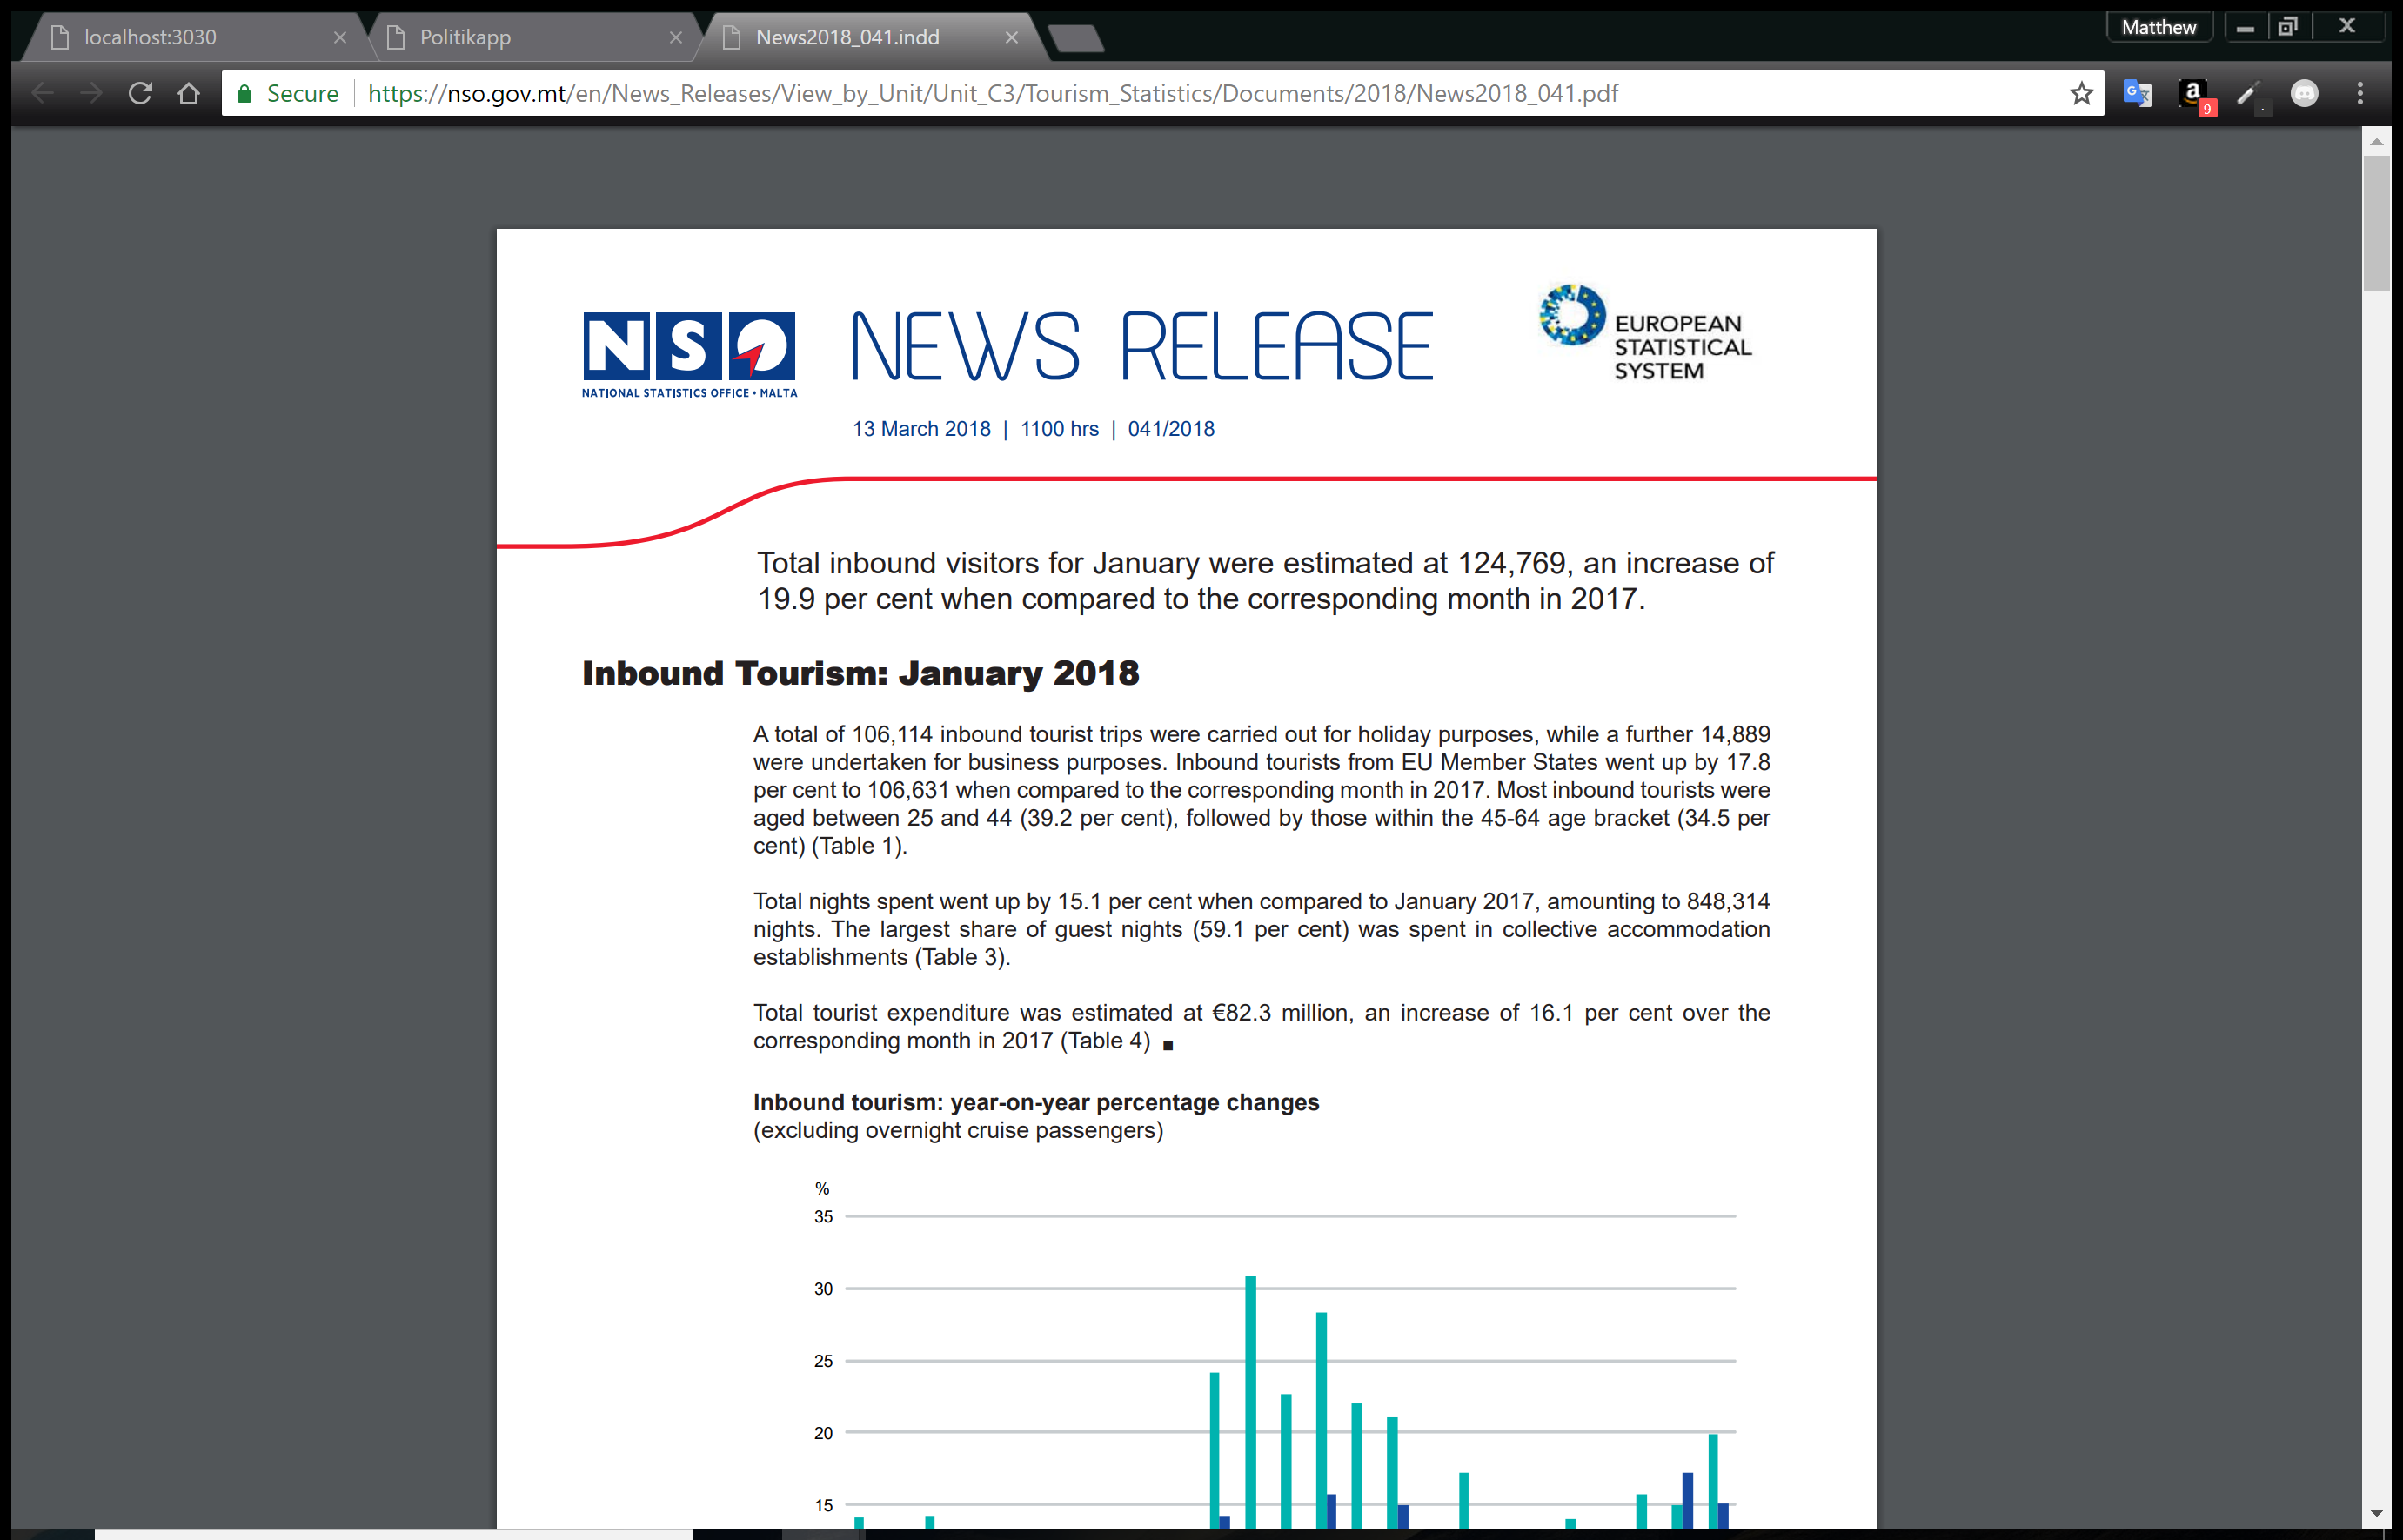 localhost:3030
Politikapp
News2018_041.indd
Matthew
Secure
https://nso.gov.mt/en/News_Releases/View_by_Unit/Unit_C3/Tourism_Statistics/Documents/2018/News2018_041.pdf
9
NSO
NATIONAL STATISTICS OFFICE • MALTA
NEWS RELEASE
EUROPEAN
STATISTICAL
SYSTEM
13 March 2018 | 1100 hrs | 041/2018
Total inbound visitors for January were estimated at 124,769, an increase of
19.9 per cent when compared to the corresponding month in 2017.
Inbound Tourism: January 2018
A total of 106,114 inbound tourist trips were carried out for holiday purposes, while a further 14,889
were undertaken for business purposes. Inbound tourists from EU Member States went up by 17.8
per cent to 106,631 when compared to the corresponding month in 2017. Most inbound tourists were
aged between 25 and 44 (39.2 per cent), followed by those within the 45-64 age bracket (34.5 per
cent) (Table 1).
Total nights spent went up by 15.1 per cent when compared to January 2017, amounting to 848,314
nights. The largest share of guest nights (59.1 per cent) was spent in collective accommodation
establishments (Table 3).
Total tourist expenditure was estimated at €82.3 million, an increase of 16.1 per cent over the
corresponding month in 2017 (Table 4) ■
Inbound tourism: year-on-year percentage changes
(excluding overnight cruise passengers)
%
35
30
25
20
15